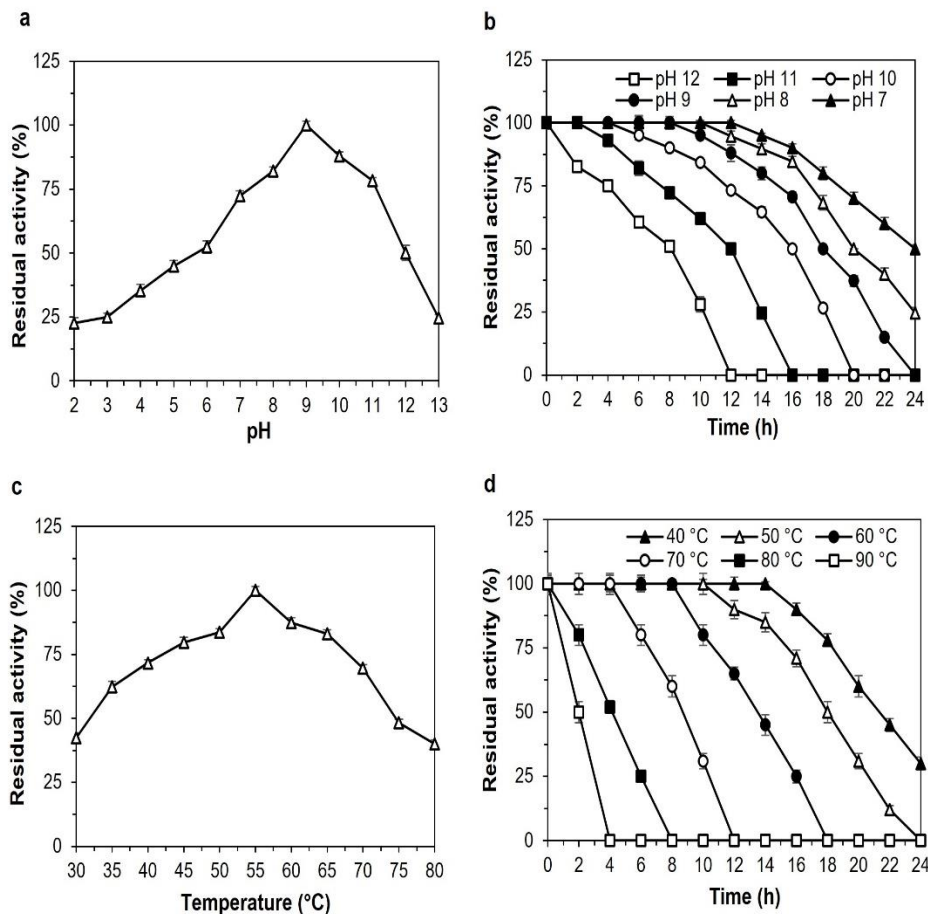 a
Residual activity (%)
125
100
75
50
25
0
2 3 4 5 6 7 8 9 10 11 12 13
pH
b
Residual activity (%)
125
100
75
50
25
0
pH 12 pH 11 pH 10
pH 9 pH 8 pH 7
0 2 4 6 8 10 12 14 16 18 20 22 24
Time (h)
c
Residual activity (%)
125
100
75
50
25
0
30 35 40 45 50 55 60 65 70 75 80
Temperature (°C)
d
Residual activity (%)
125
100
75
50
25
0
40 °C 50 °C 60 °C
70 °C 80 °C 90 °C
0 2 4 6 8 10 12 14 16 18 20 22 24
Time (h)